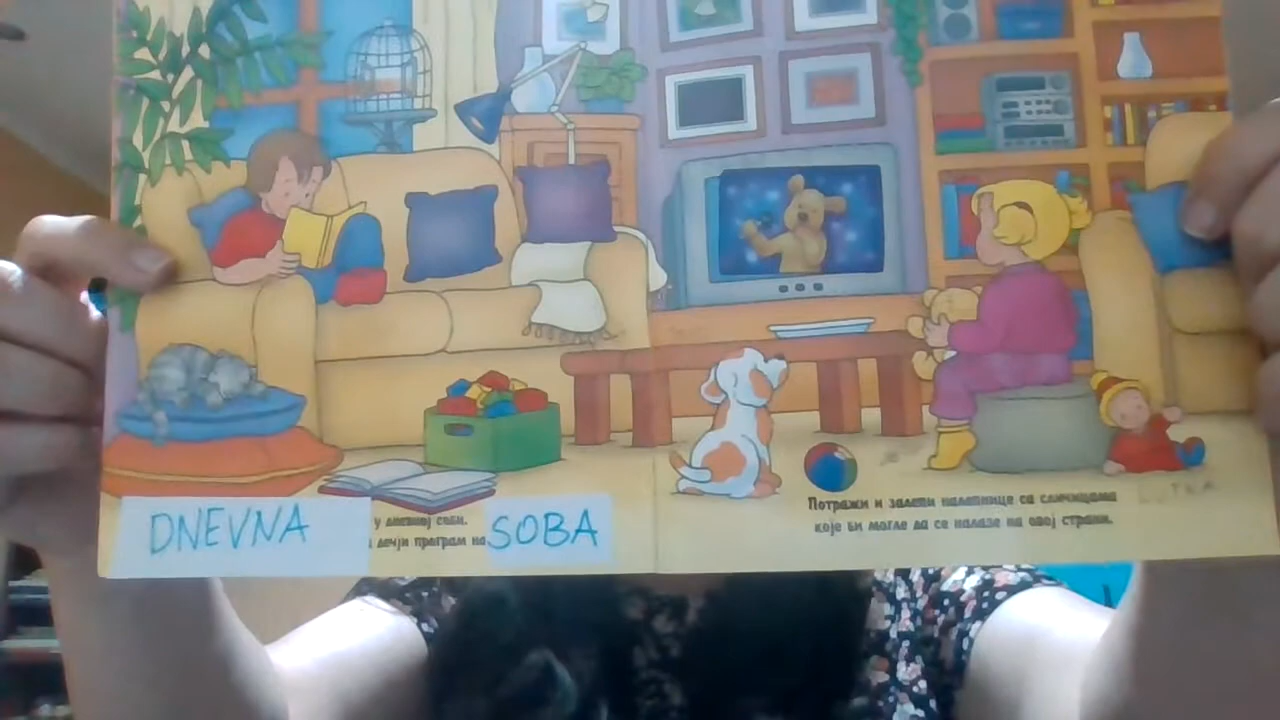 DNEVNA у дневној соби.
дечји програм на SOBA
Потражи и залепи налепнице са сличицама
које би могле да се налазе на овој страни.